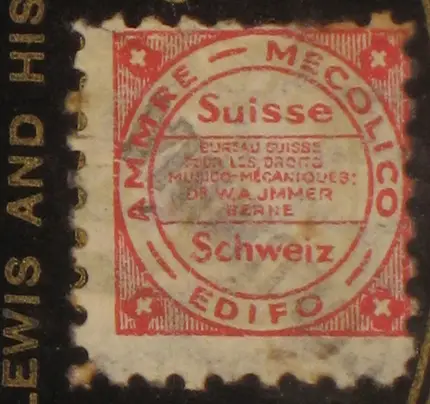 LEWIS AND HIS
AMMRE — MECOLICO
Suisse
BUREAU SUISSE
POUR LES DROITS
MUSICO-MÉCANIQUES:
DR W.A.JMMER
BERNE
Schweiz
— EDIFO —